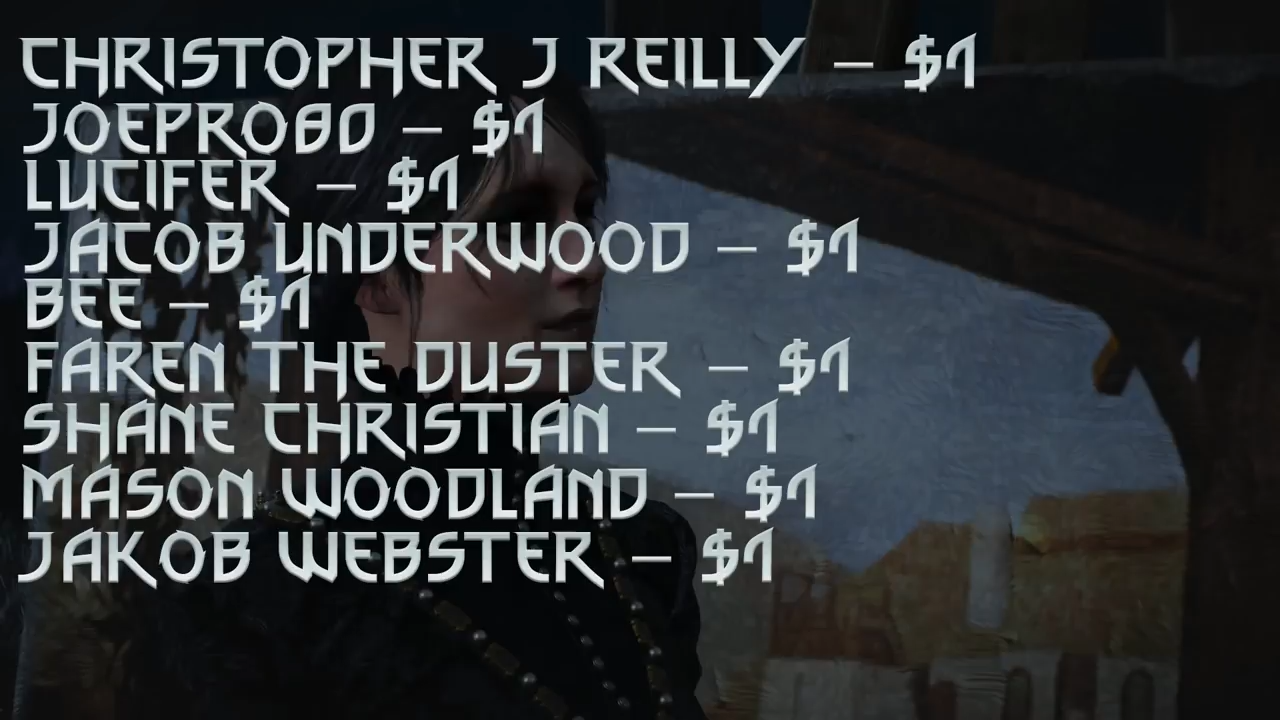 CHRISTOPHER J REILLY – $1
JOEPRO80 – $1
LUCIFER – $1
JACOB UNDERWOOD – $1
BEE – $1
FAREN THE DUSTER – $1
SHANE CHRISTIAN – $1
MASON WOODLAND – $1
JAKOB WEBSTER – $1